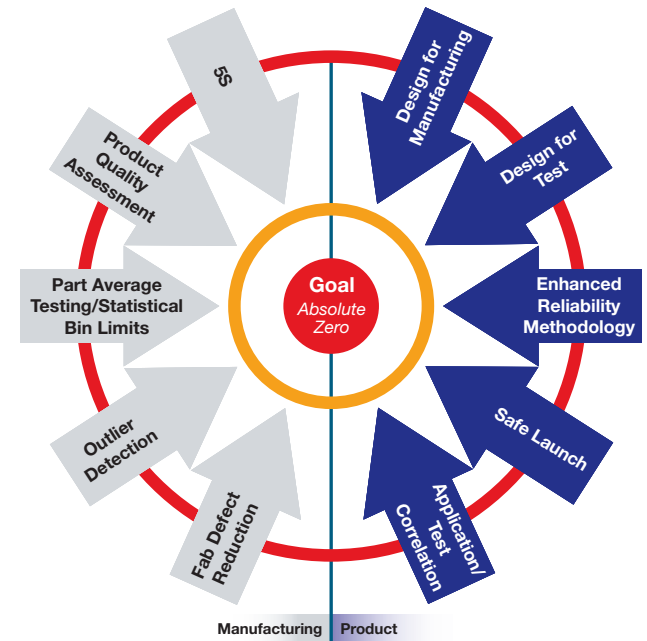 5S
Product
Quality
Assessment
Part Average
Testing/Statistical
Bin Limits
Outlier
Detection
Fab Defect
Reduction
Design for
Manufacturing
Design for
Test
Enhanced
Reliability
Methodology
Safe Launch
Application/
Test
Correlation
Goal
Absolute
Zero
Manufacturing
Product